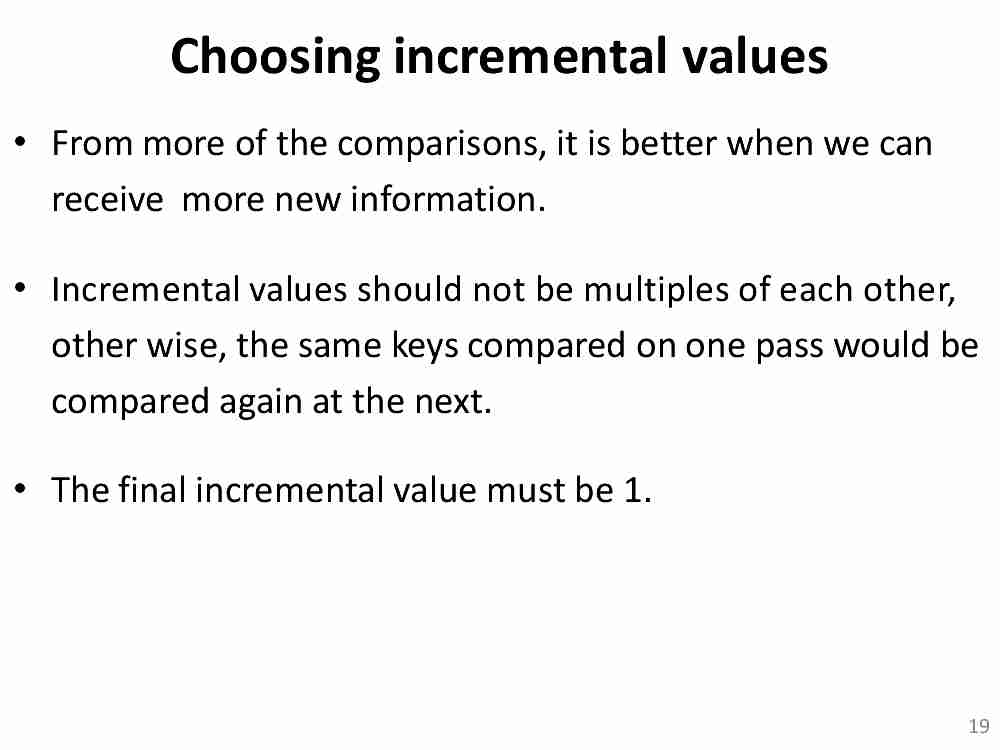 Choosing incremental values
• From more of the comparisons, it is better when we can
receive  more new information.
• Incremental values should not be multiples of each other,
other wise, the same keys compared on one pass would be
compared again at the next.
• The final incremental value must be 1.
19